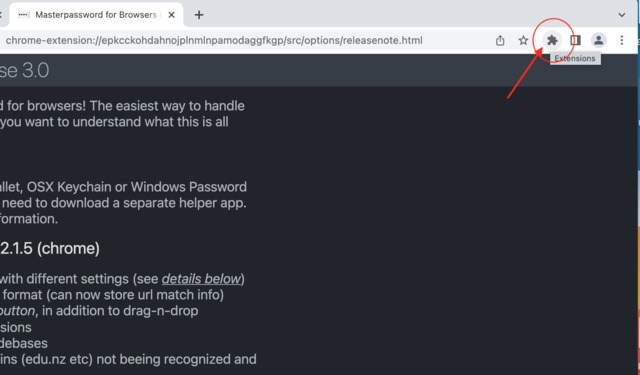 Masterpassword for Browsers
chrome-extension://epkcckohdahnojplnmlnpamodaggfkgp/src/options/releasenote.html
Extensions
se 3.0
d for browsers! The easiest way to handle
you want to understand what this is all
allet, OSX Keychain or Windows Password
need to download a separate helper app.
formation.
2.1.5 (chrome)
with different settings (see details below)
format (can now store url match info)
button, in addition to drag-n-drop
sions
debases
ins (edu.nz etc) not beeing recognized and